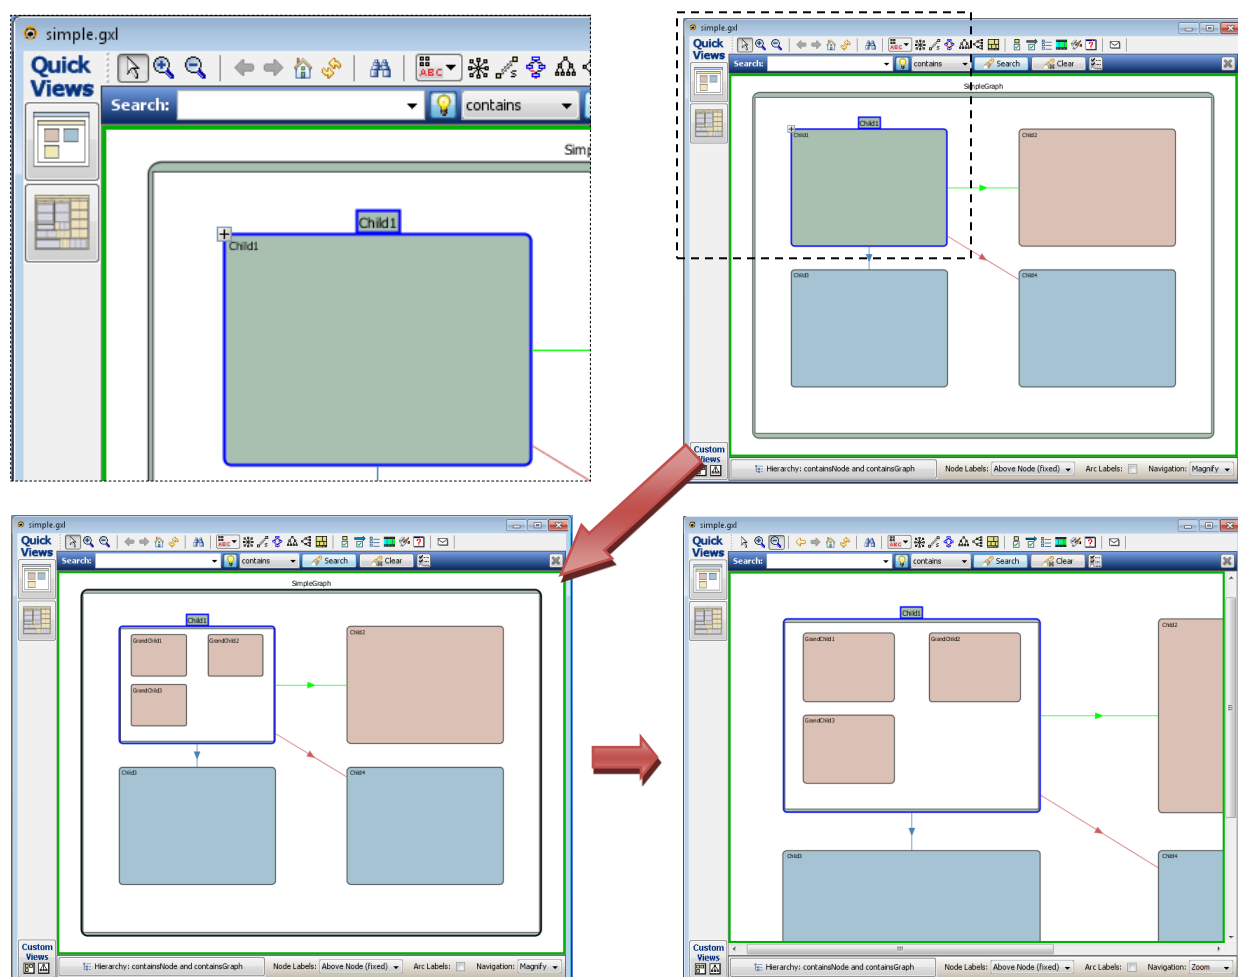 simple.gxl
Quick
Views
ABC
S
Search:
contains
Simp
Child1
Child1
simple.gxl
Quick
Views
ABC
S
?
Search:
contains
Search
Clear
SimpleGraph
Child1
Child1
Child2
Child3
Child4
Custom
Views
Hierarchy: containsNode and containsGraph
Node Labels: Above Node (fixed)
Arc Labels:
Navigation: Magnify
simple.gxl
Quick
Views
ABC
S
?
Search:
contains
Search
Clear
SimpleGraph
Child1
GrandChild1
GrandChild2
GrandChild3
Child2
Child3
Child4
Custom
Views
Hierarchy: containsNode and containsGraph
Node Labels: Above Node (fixed)
Arc Labels:
Navigation: Magnify
simple.gxl
Quick
Views
ABC
S
?
Search:
contains
Search
Clear
Child1
GrandChild1
GrandChild2
GrandChild3
Child2
Child3
Child4
Custom
Views
Hierarchy: containsNode and containsGraph
Node Labels: Above Node (fixed)
Arc Labels:
Navigation: Zoom